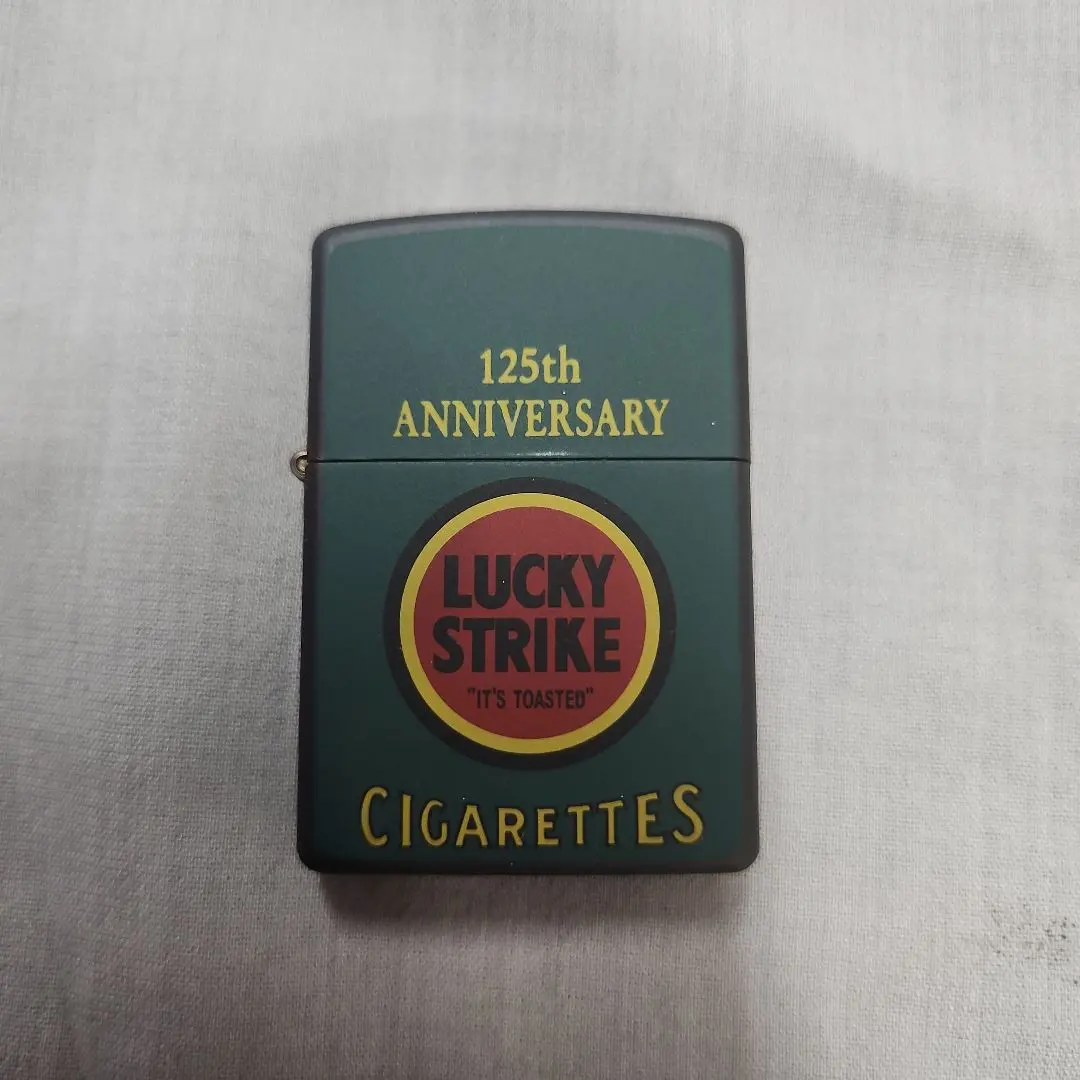 125th
ANNIVERSARY
LUCKY
STRIKE
"IT'S TOASTED"
CIGARETTES